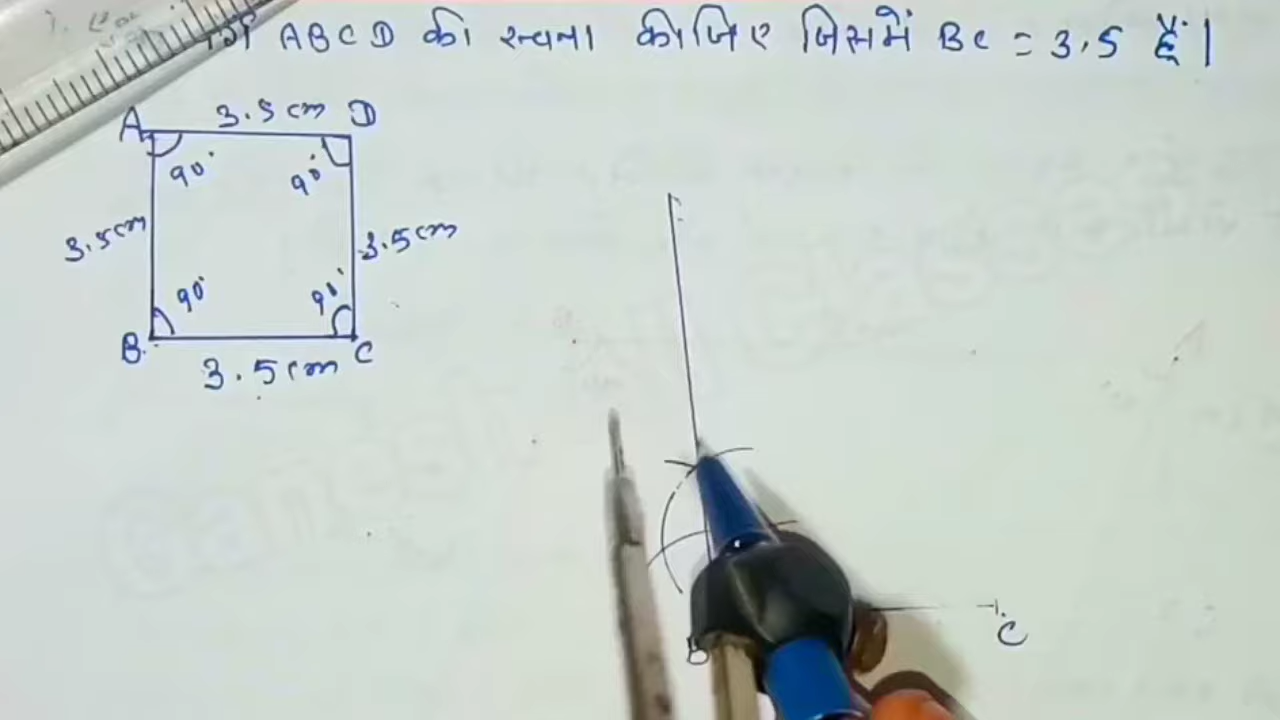 ABCD की रचना कीजिए जिसमें BC = 3.5 हैं।
A 3.5 cm D
90° 90°
3.5cm 3.5cm
90° 90°
B C
3.5 cm
B C